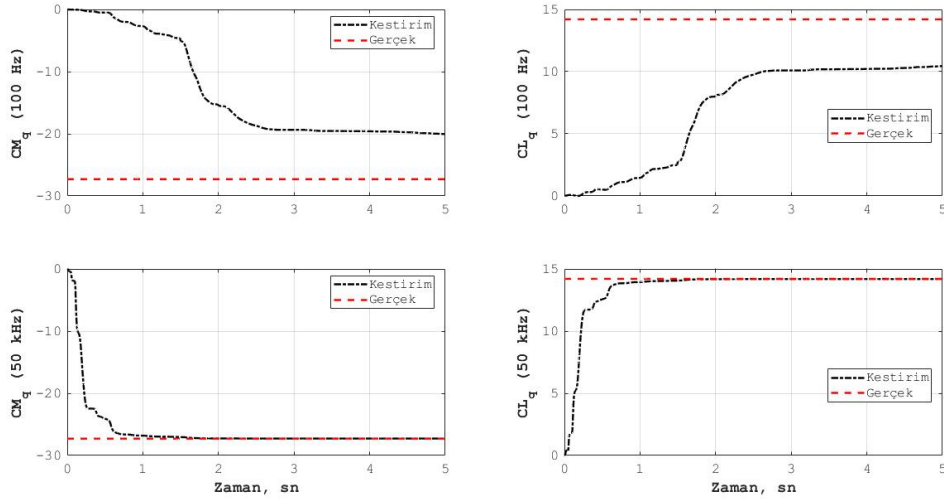 CM_q (100 Hz)
0
-10
-20
-30
0 1 2 3 4 5
Kestirim
Gerçek
CL_q (100 Hz)
15
10
5
0
0 1 2 3 4 5
Kestirim
Gerçek
CM_q (50 kHz)
0
-10
-20
-30
0 1 2 3 4 5
Zaman, sn
Kestirim
Gerçek
CL_q (50 kHz)
15
10
5
0
0 1 2 3 4 5
Zaman, sn
Kestirim
Gerçek